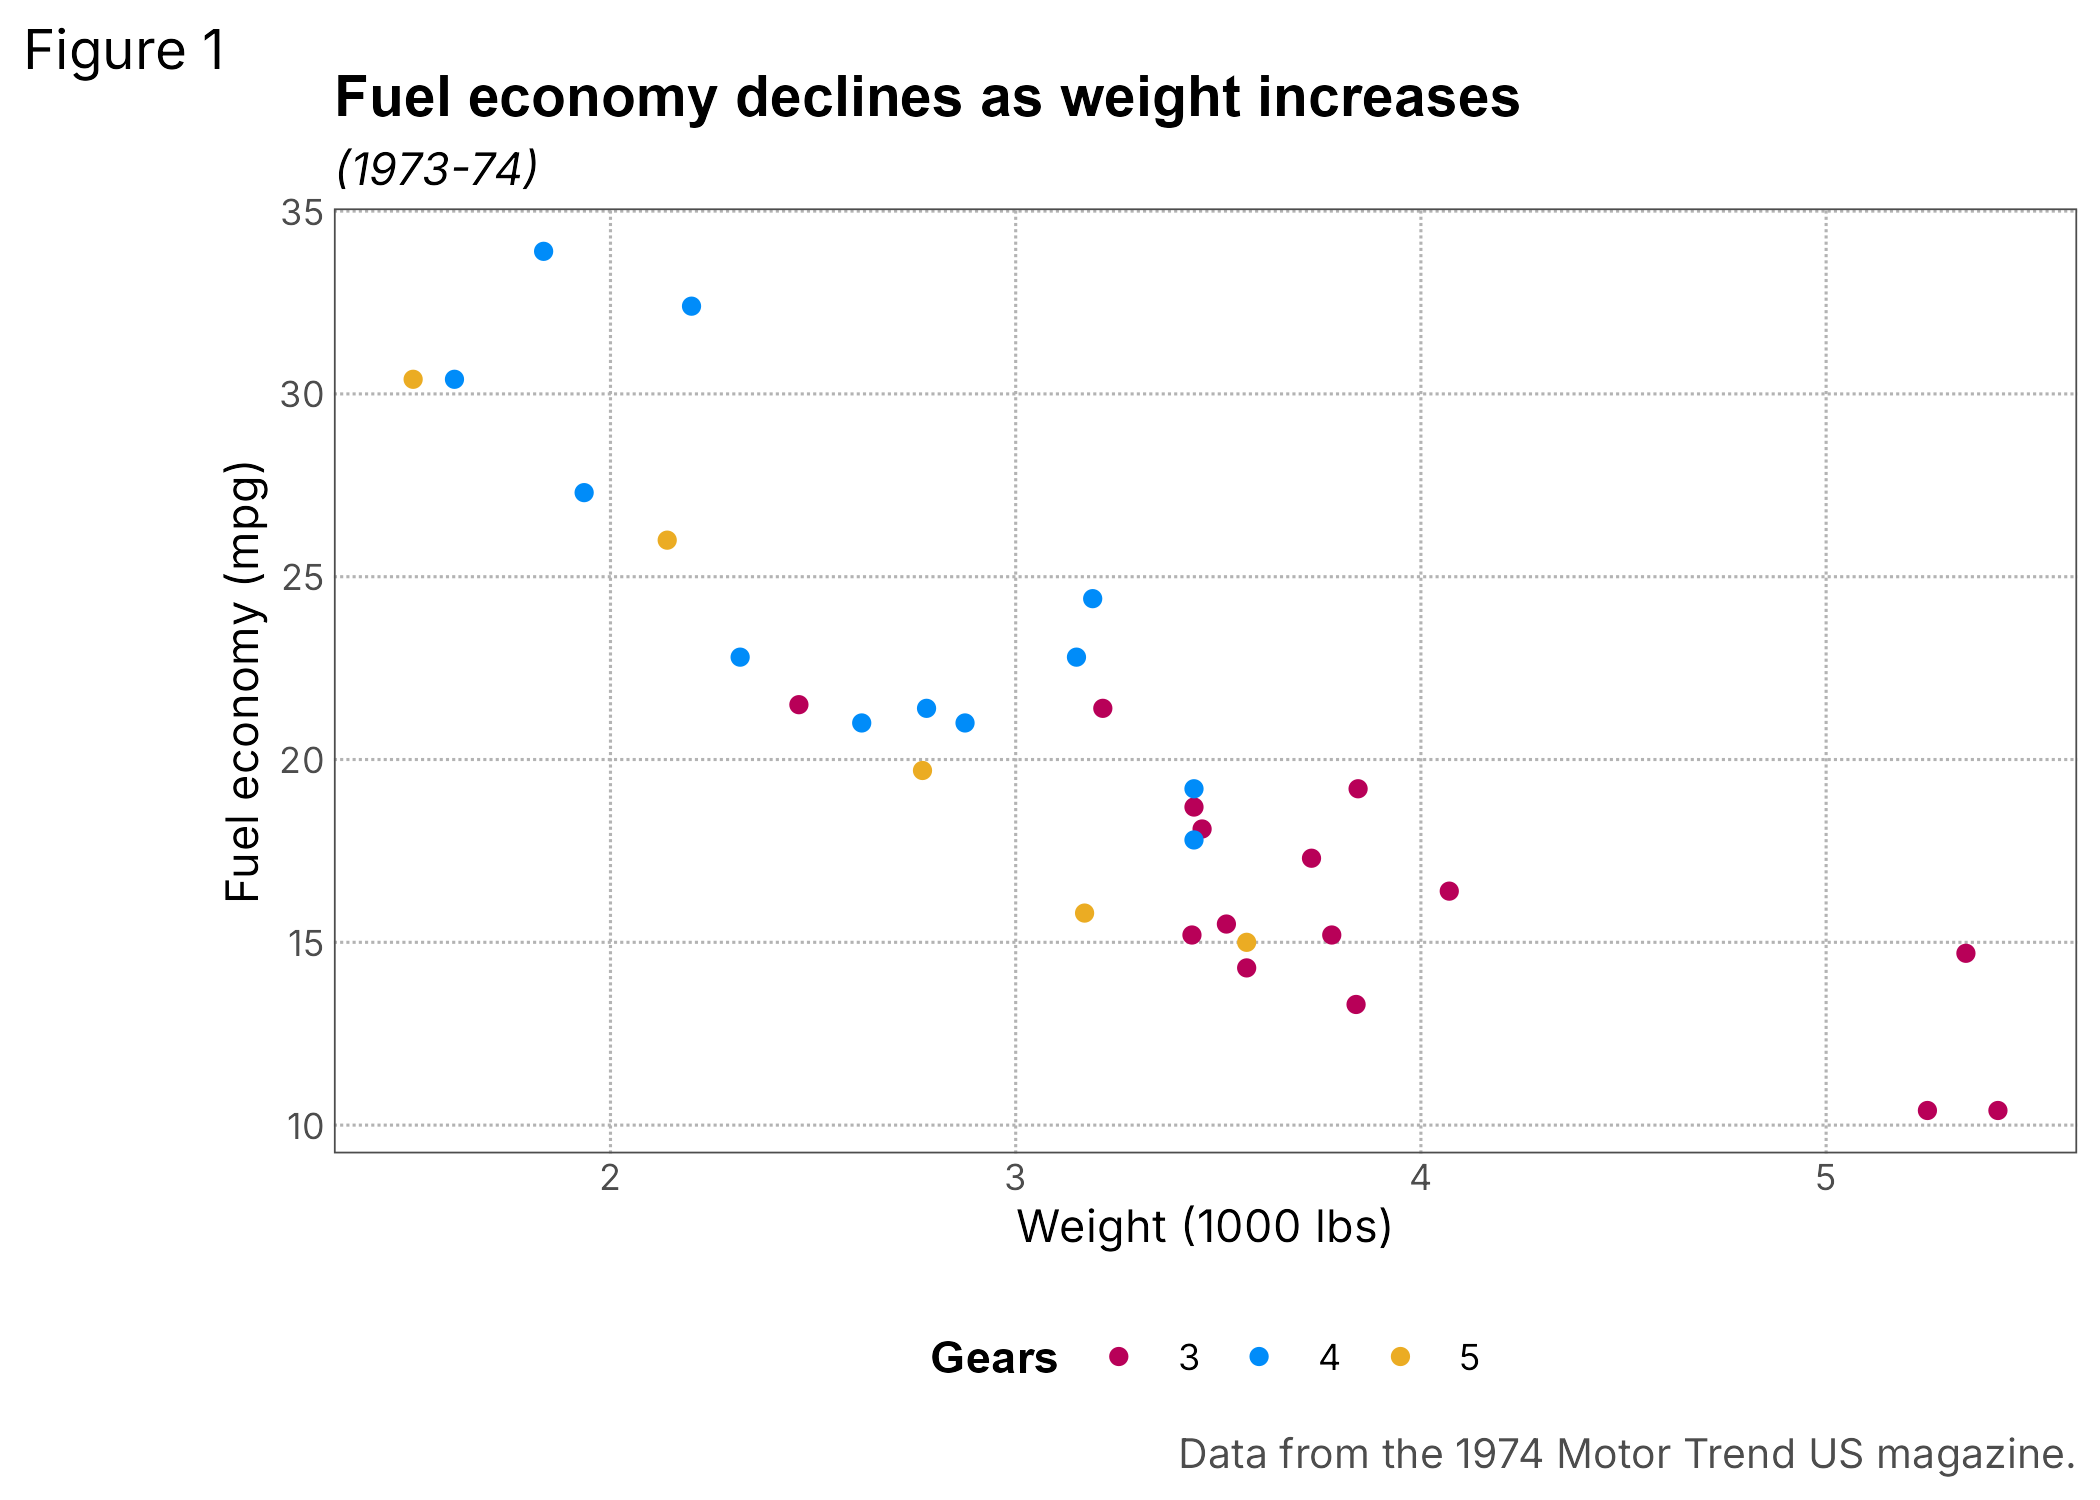 Figure 1
Fuel economy declines as weight increases
(1973-74)
Fuel economy (mpg)
35
30
25
20
15
10
2 3 4 5
Weight (1000 lbs)
Gears 3 4 5
Data from the 1974 Motor Trend US magazine.